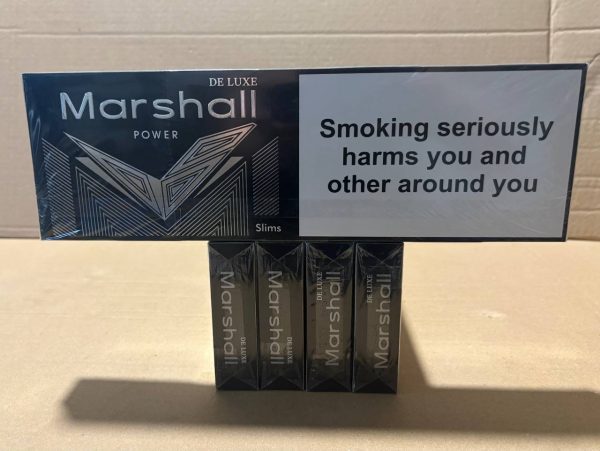 DE LUXE
Marshall
POWER
Slims
Smoking seriously
harms you and
other around you
Marshall
DE LUXE
Marshall
DE LUXE
DE LUXE
Marshall
DE LUXE
Marshall